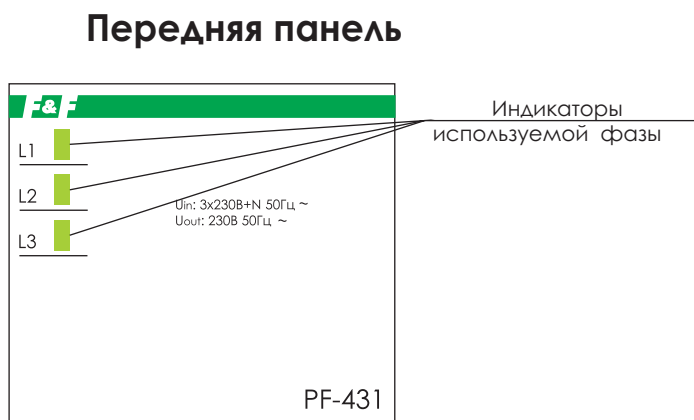 Передняя панель
F&F
Индикаторы
используемой фазы
L1
L2
Uin: 3x230В+N 50Гц ~
Uout: 230В 50Гц ~
L3
PF-431